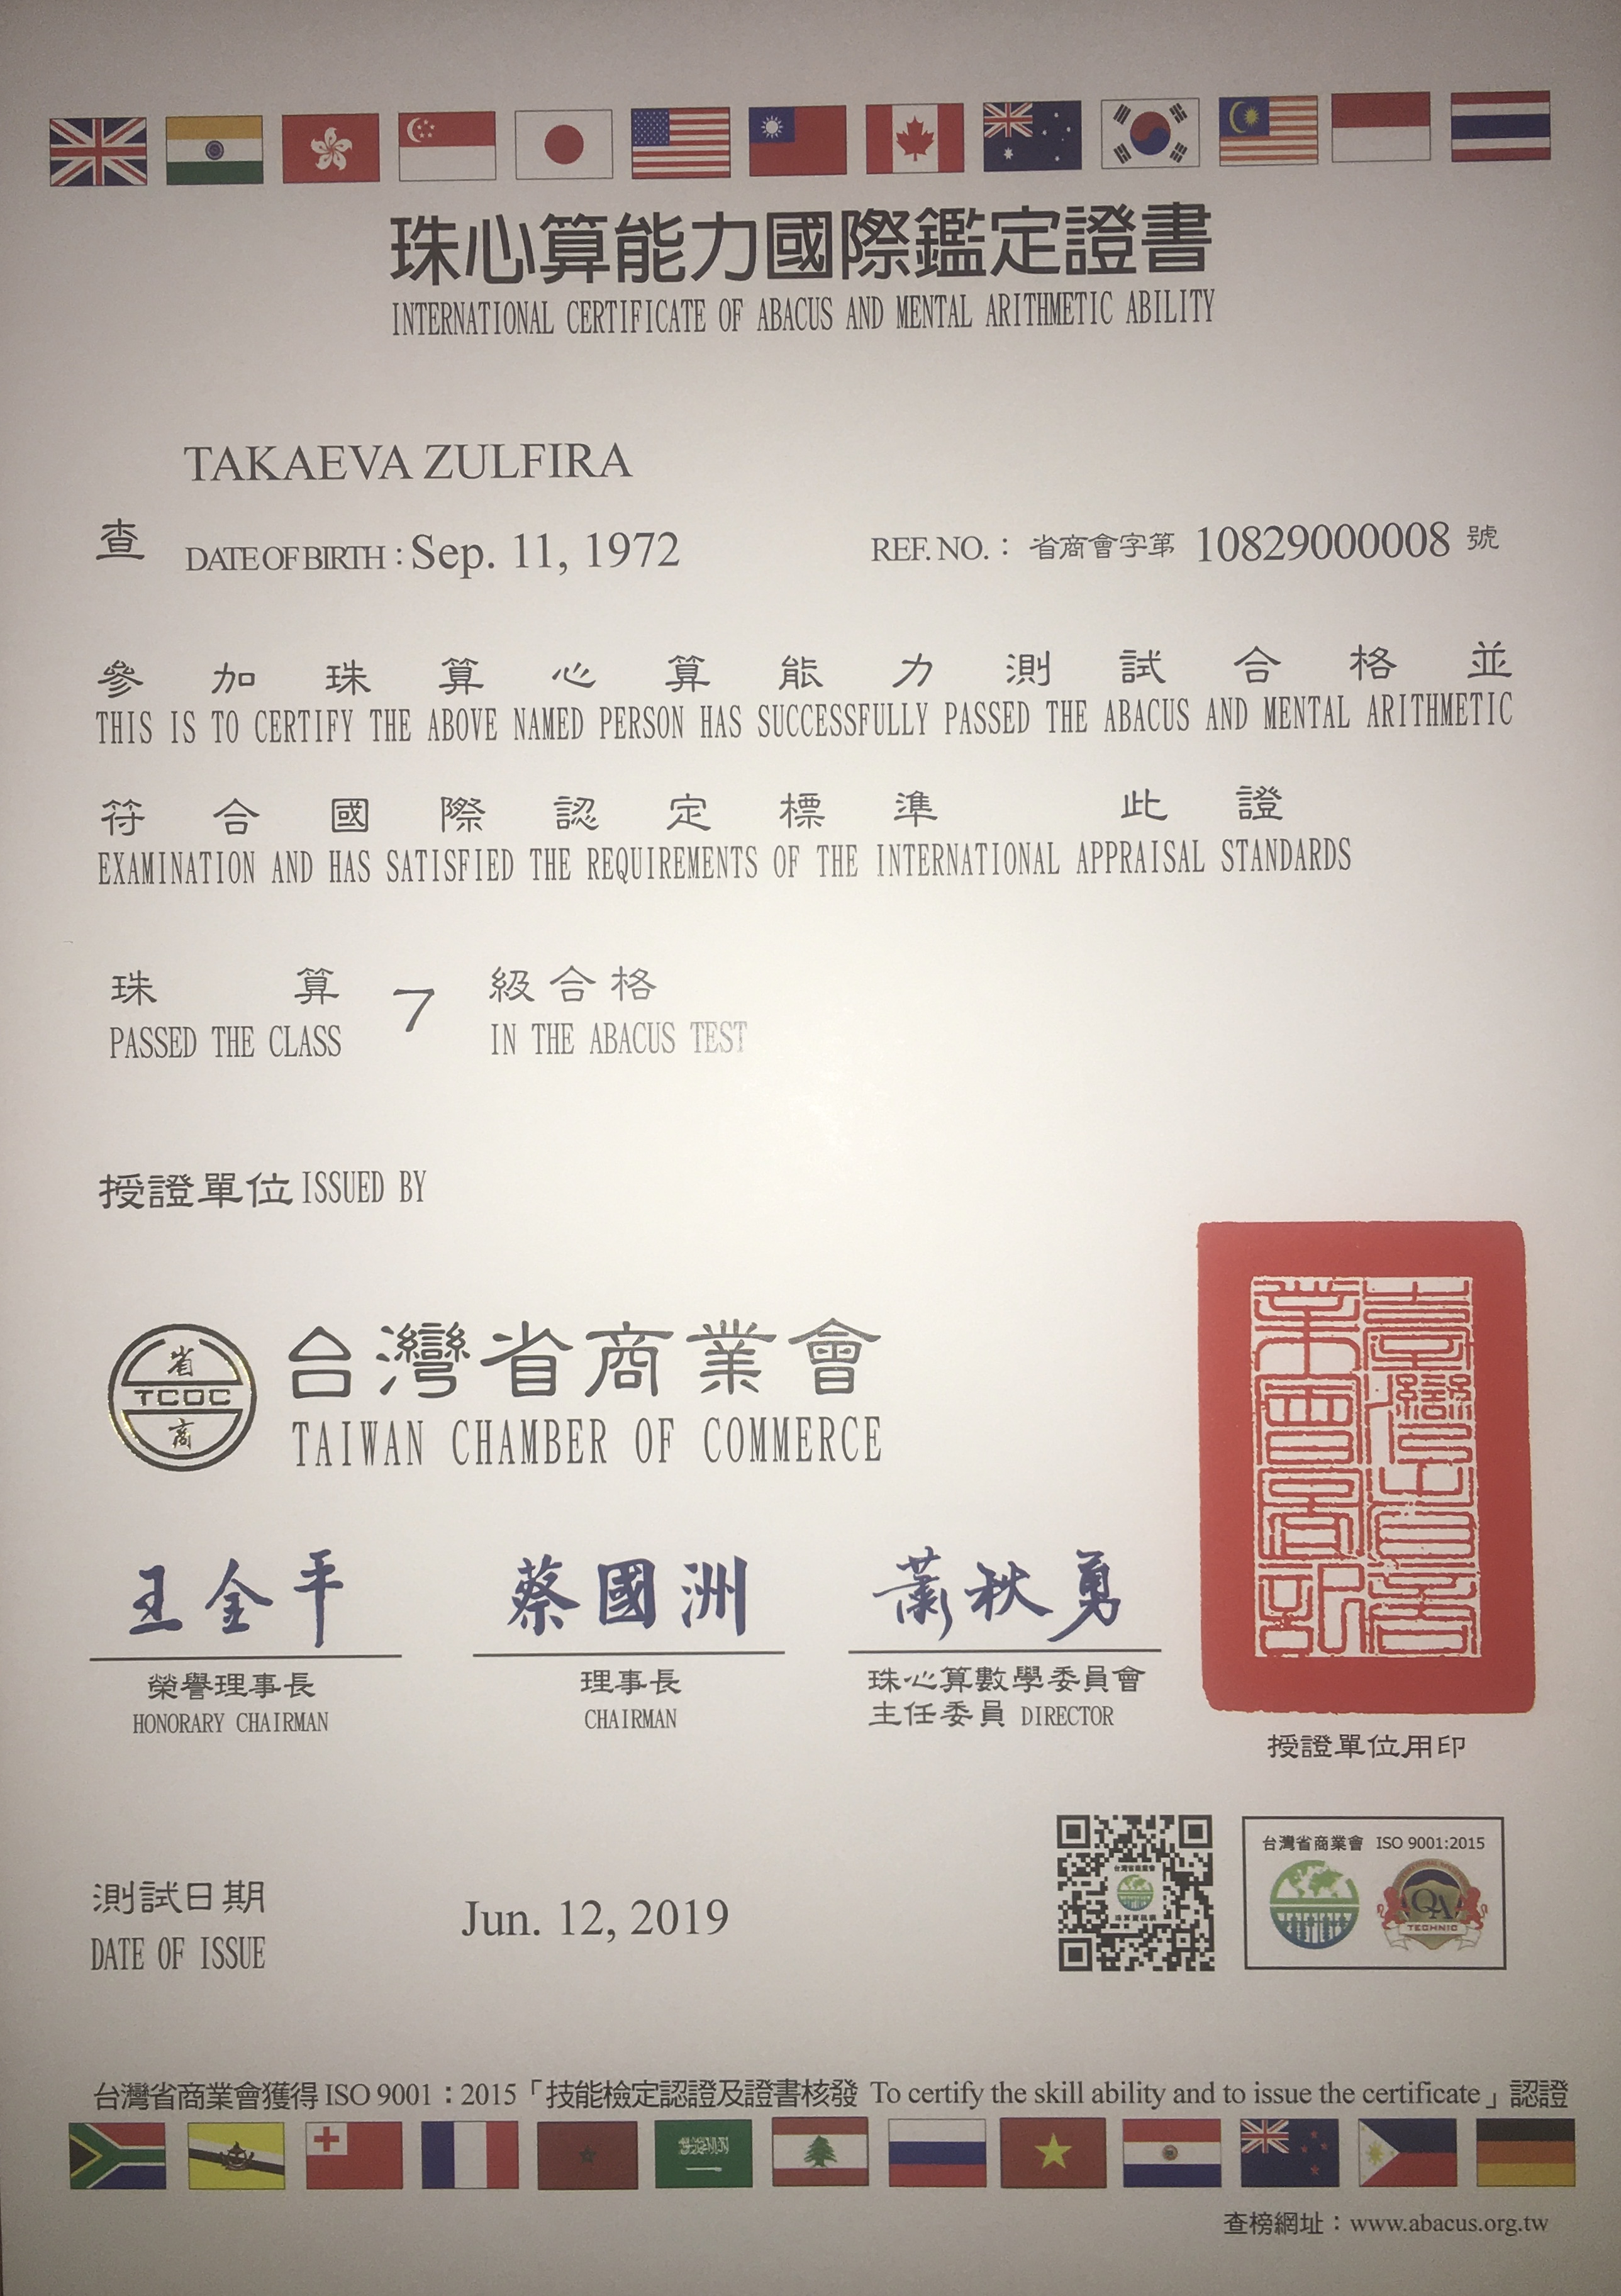 珠心算能力國際鑑定證書
INTERNATIONAL CERTIFICATE OF ABACUS AND MENTAL ARITHMETIC ABILITY
TAKAEVA ZULFIRA
查 DATE OF BIRTH : Sep. 11, 1972 REF. NO. : 省商會字第 10829000008 號
參加珠算心算能力測試合格並
THIS IS TO CERTIFY THE ABOVE NAMED PERSON HAS SUCCESSFULLY PASSED THE ABACUS AND MENTAL ARITHMETIC
符合國際認定標準 此證
EXAMINATION AND HAS SATISFIED THE REQUIREMENTS OF THE INTERNATIONAL APPRAISAL STANDARDS
珠算 7 級合格
PASSED THE CLASS IN THE ABACUS TEST
授證單位 ISSUED BY
省
TCOC
商
台灣省商業會
TAIWAN CHAMBER OF COMMERCE
王金平 蔡國洲 蕭秋勇
榮譽理事長 理事長 珠心算數學委員會
HONORARY CHAIRMAN CHAIRMAN 主任委員 DIRECTOR
授證單位用印
台灣省商業會 ISO 9001:2015
QA
TECHNIC
台灣省商業會
測試日期
DATE OF ISSUE Jun. 12, 2019
台灣省商業會獲得 ISO 9001：2015「技能檢定認證及證書核發 To certify the skill ability and to issue the certificate」認證
查榜網址：www.abacus.org.tw